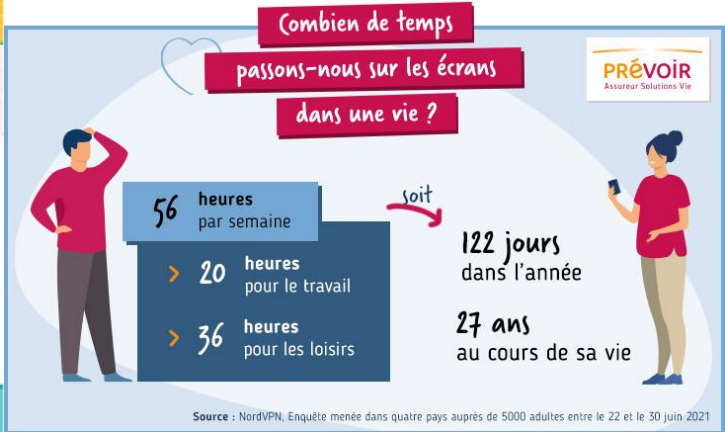 Combien de temps
passons-nous sur les écrans
dans une vie ?
PRÉVOIR
Assureur Solutions Vie
56 heures
par semaine
soit
> 20 heures
pour le travail
> 36 heures
pour les loisirs
122 jours
dans l'année
27 ans
au cours de sa vie
Source : NordVPN, Enquête menée dans quatre pays auprès de 5000 adultes entre le 22 et le 30 juin 2021